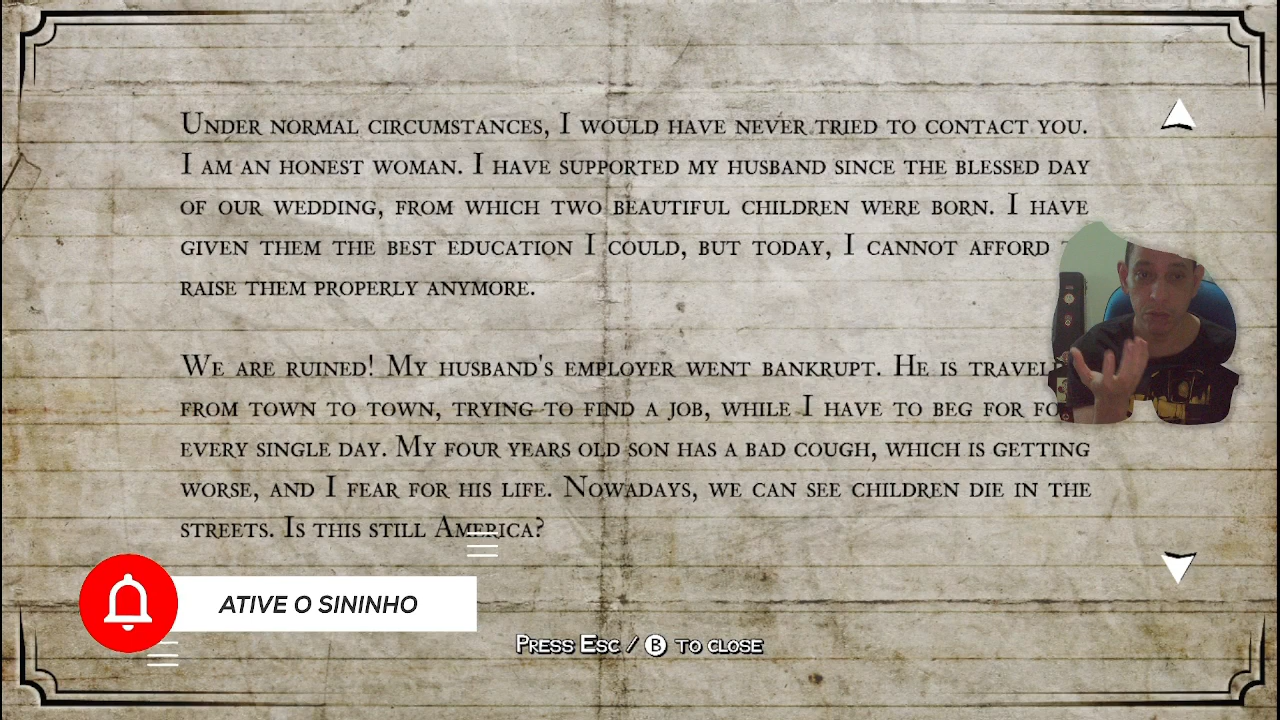 Under normal circumstances, I would have never tried to contact you.
I am an honest woman. I have supported my husband since the blessed day
of our wedding, from which two beautiful children were born. I have
given them the best education I could, but today, I cannot afford
raise them properly anymore.
We are ruined! My husband's employer went bankrupt. He is
from town to town, trying to find a job, while I have to beg for
every single day. My four years old son has a bad cough, which is getting
worse, and I fear for his life. Nowadays, we can see children die in the
streets. Is this still America?
ATIVE O SININHO
Press Esc / B to close